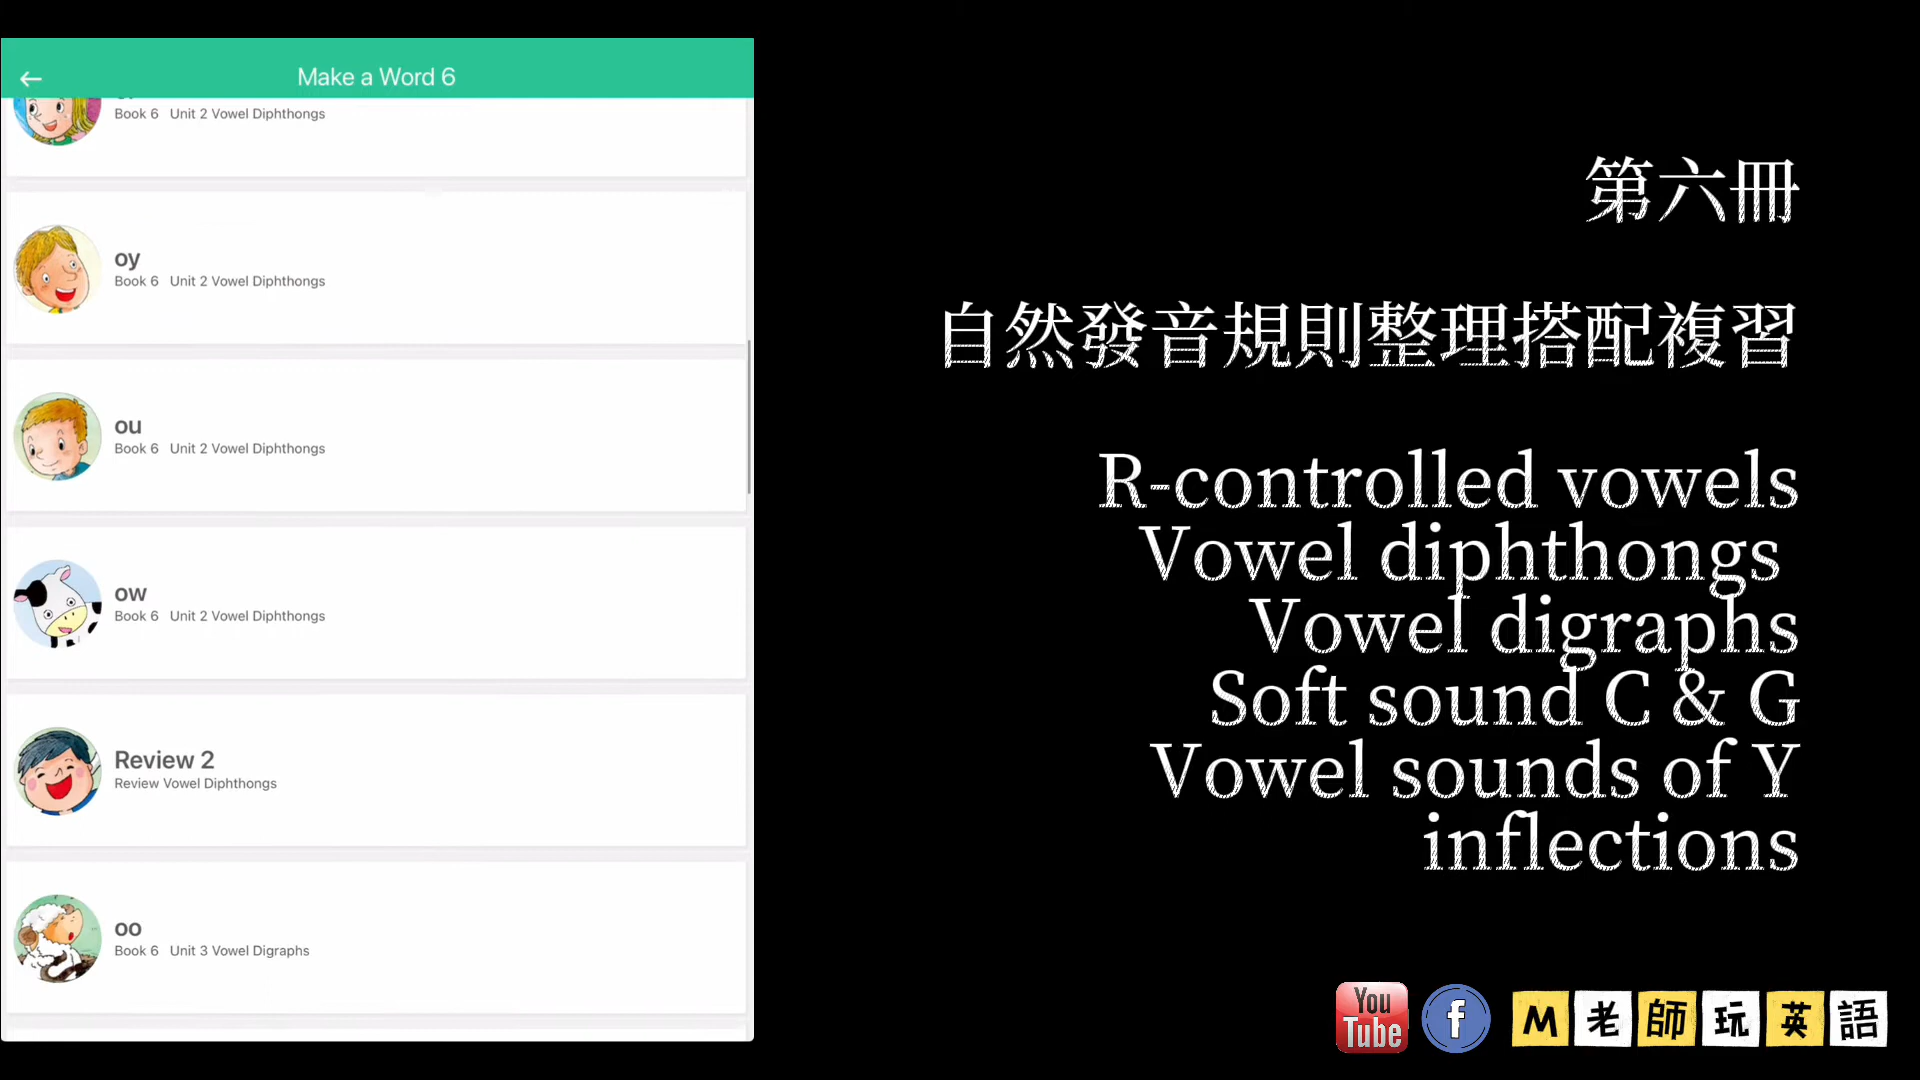 Make a Word 6
Book 6 Unit 2 Vowel Diphthongs
oy
Book 6 Unit 2 Vowel Diphthongs
ou
Book 6 Unit 2 Vowel Diphthongs
ow
Book 6 Unit 2 Vowel Diphthongs
Review 2
Review Vowel Diphthongs
oo
Book 6 Unit 3 Vowel Digraphs
第六冊
自然發音規則整理搭配複習
R-controlled vowels
Vowel diphthongs
Vowel digraphs
Soft sound C & G
Vowel sounds of Y
inflections
You
Tube
f
M老師玩英語